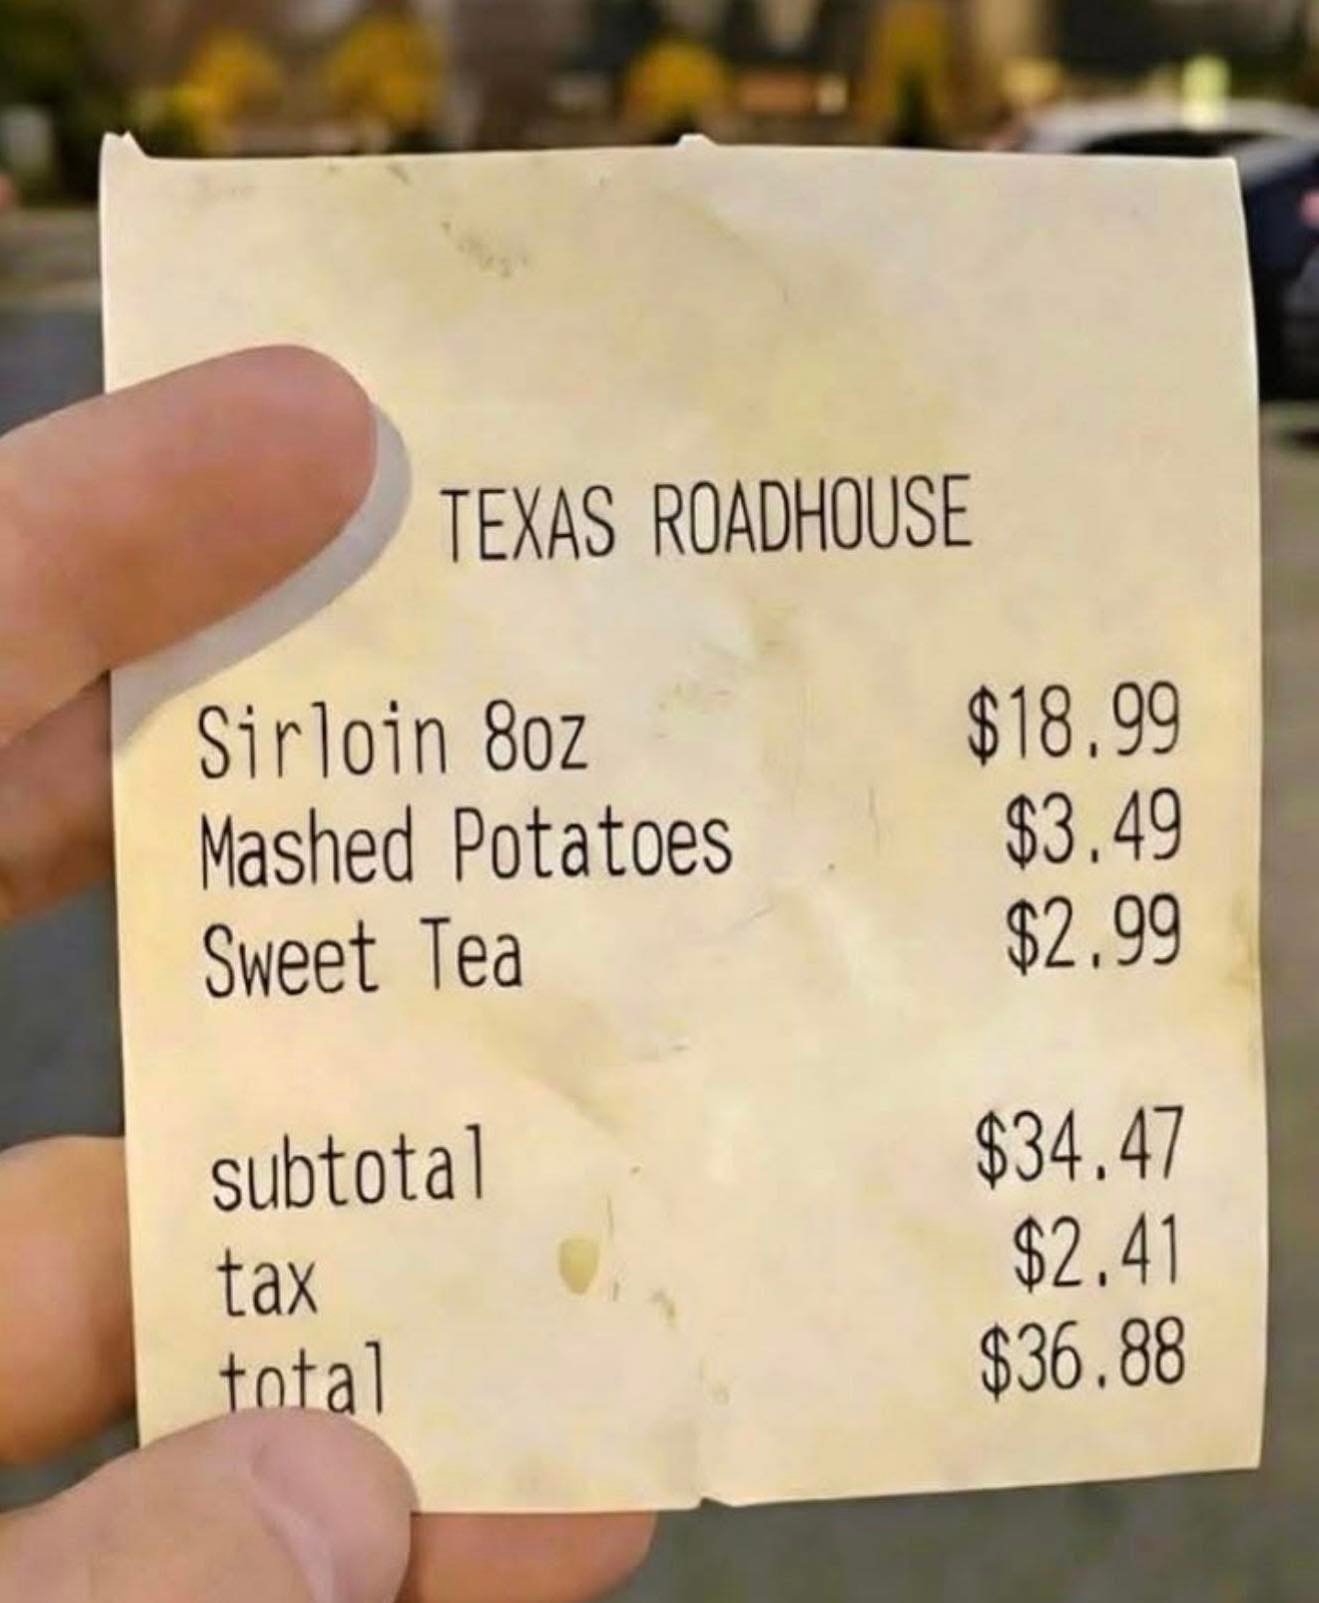 TEXAS ROADHOUSE
Sirloin 8oz $18.99
Mashed Potatoes $3.49
Sweet Tea $2.99
subtotal $34.47
tax $2.41
total $36.88